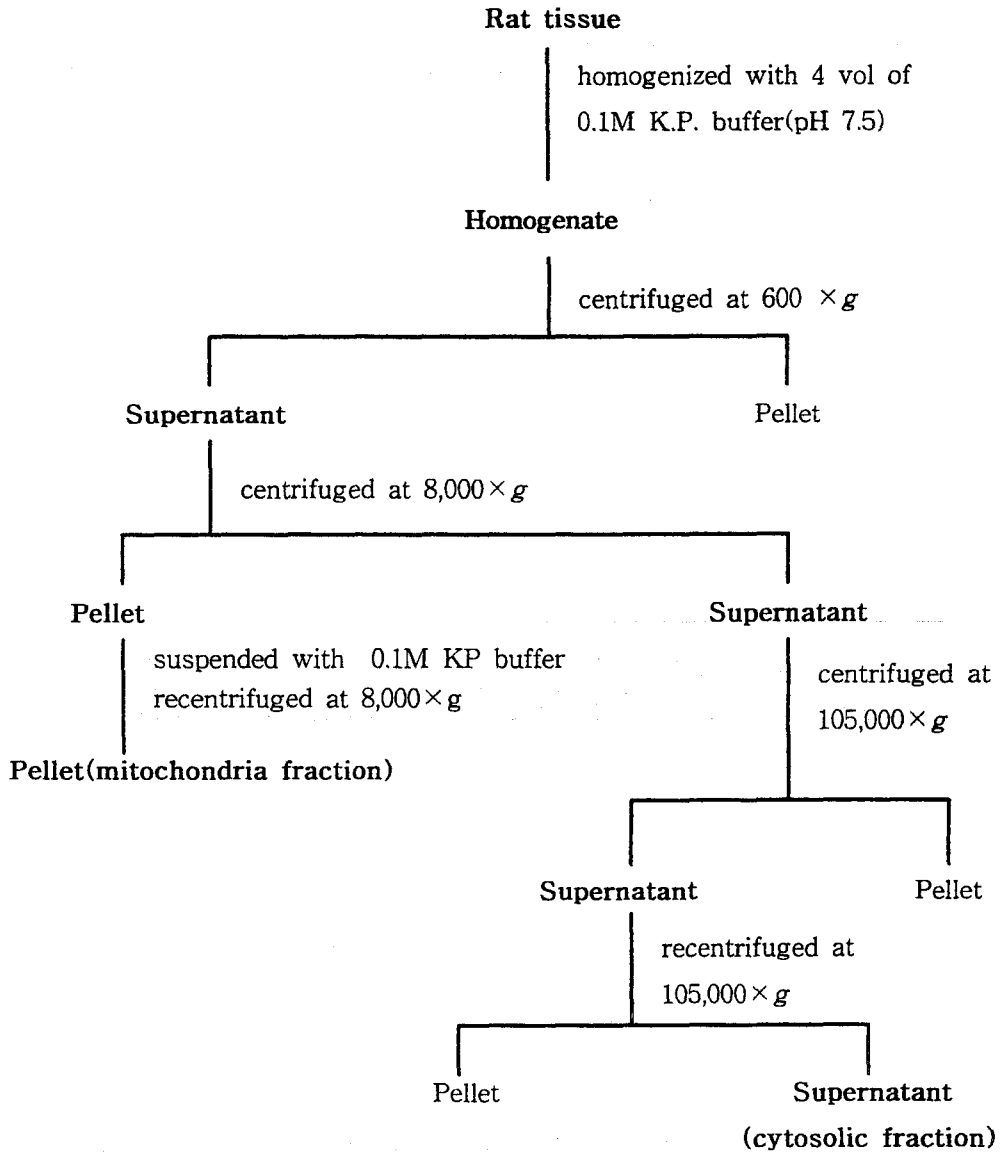 Rat tissue
homogenized with 4 vol of
0.1M K.P. buffer(pH 7.5)
Homogenate
centrifuged at 600 ×g
Supernatant
Pellet
centrifuged at 8,000×g
Pellet
Supernatant
suspended with 0.1M KP buffer
recentrifuged at 8,000×g
centrifuged at
105,000×g
Pellet(mitochondria fraction)
Supernatant
Pellet
recentrifuged at
105,000×g
Pellet
Supernatant
(cytosolic fraction)